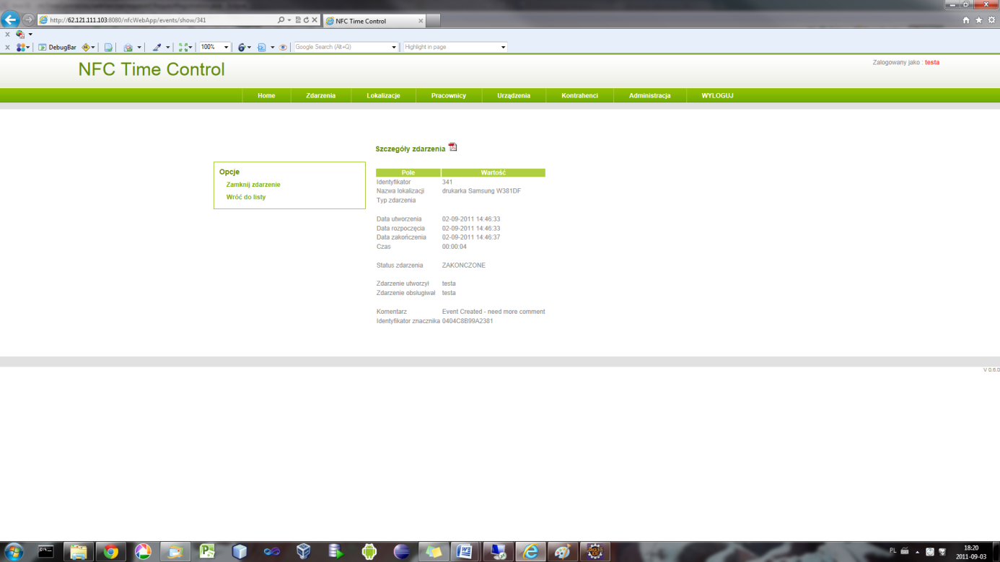 http://62.121.111.103:8080/nfcWebApp/events/show/341
NFC Time Control
DebugBar
100%
Google Search (Alt+Q)
Highlight in page
NFC Time Control
Zalogowany jako : testa
Home Zdarzenia Lokalizacje Pracownicy Urządzenia Kontrahenci Administracja WYLOGUJ
Szczegóły zdarzenia
Opcje
Zamknij zdarzenie
Wróć do listy
Pole Wartość
Identyfikator 341
Nazwa lokalizacji drukarka Samsung W381DF
Typ zdarzenia
Data utworzenia 02-09-2011 14:46:33
Data rozpoczęcia 02-09-2011 14:46:33
Data zakończenia 02-09-2011 14:46:37
Czas 00:00:04
Status zdarzenia ZAKONCZONE
Zdarzenie utworzył testa
Zdarzenie obsługiwał testa
Komentarz Event Created - need more comment
Identyfikator znacznika 0404C8B99A2381
V 0.6.0
PL
18:20
2011-09-03